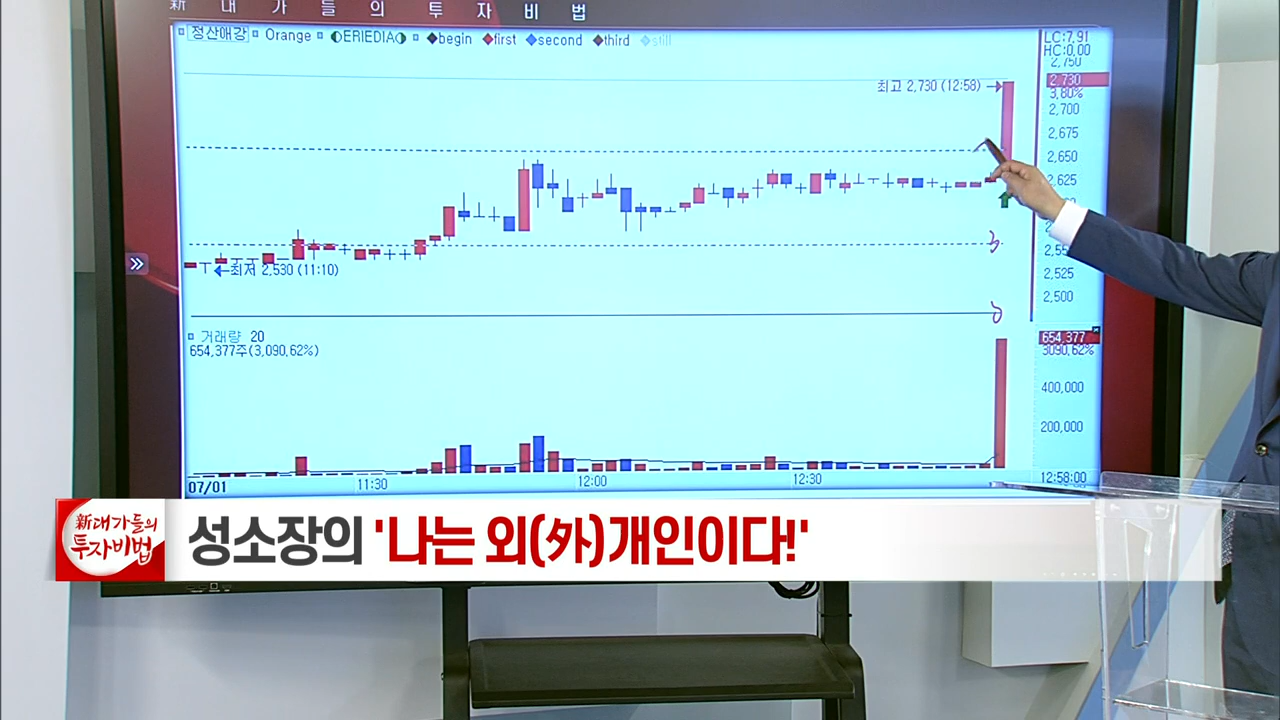 新 대 가 들 의 투 자 비 법
정산애강 Orange ERIEDIA begin first second third still
LC:7.91
HC:0.00
2,750
최고 2,730 (12:58)
2,730
3.80%
2,700
2,675
2,650
2,625
2,525
2,500
최저 2,530 (11:10)
거래량 20
654,377주(3,090.62%)
654,377
3090.62%
400,000
200,000
07/01 11:30 12:00 12:30 12:58:00
新대가들의
투자비법
성소장의 '나는 외(外)개인이다!'